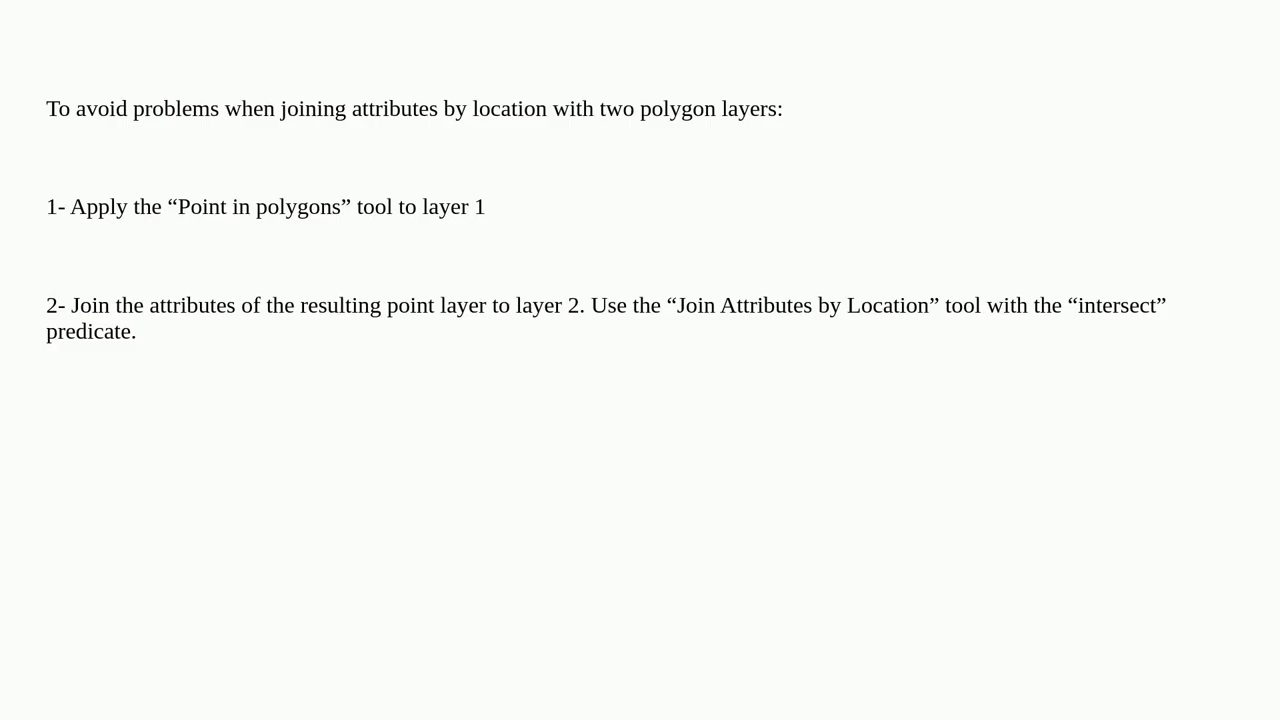 To avoid problems when joining attributes by location with two polygon layers:
1- Apply the “Point in polygons” tool to layer 1
2- Join the attributes of the resulting point layer to layer 2. Use the “Join Attributes by Location” tool with the “intersect”
predicate.